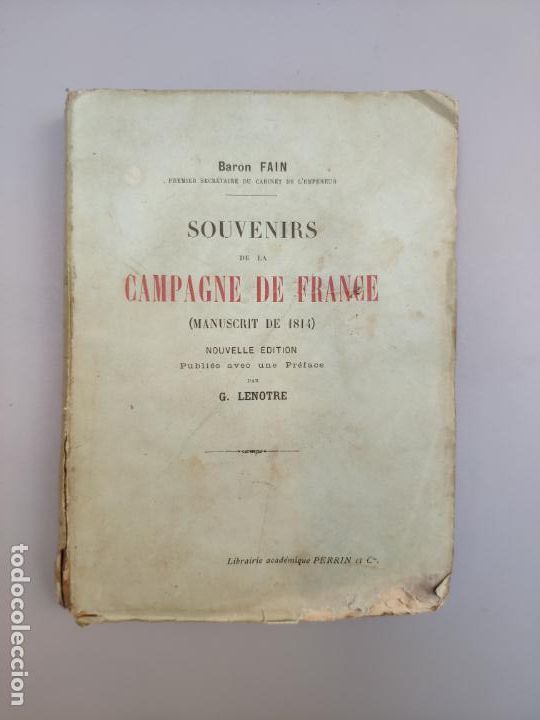 Baron FAIN
PREMIER SECRÉTAIRE DU CABINET DE L'EMPEREUR
SOUVENIRS
DE LA
CAMPAGNE DE FRANCE
(MANUSCRIT DE 1814)
NOUVELLE ÉDITION
Publiée avec une Préface
PAR
G. LENOTRE
Librairie académique PERRIN et Cie.
todocoleccion.net